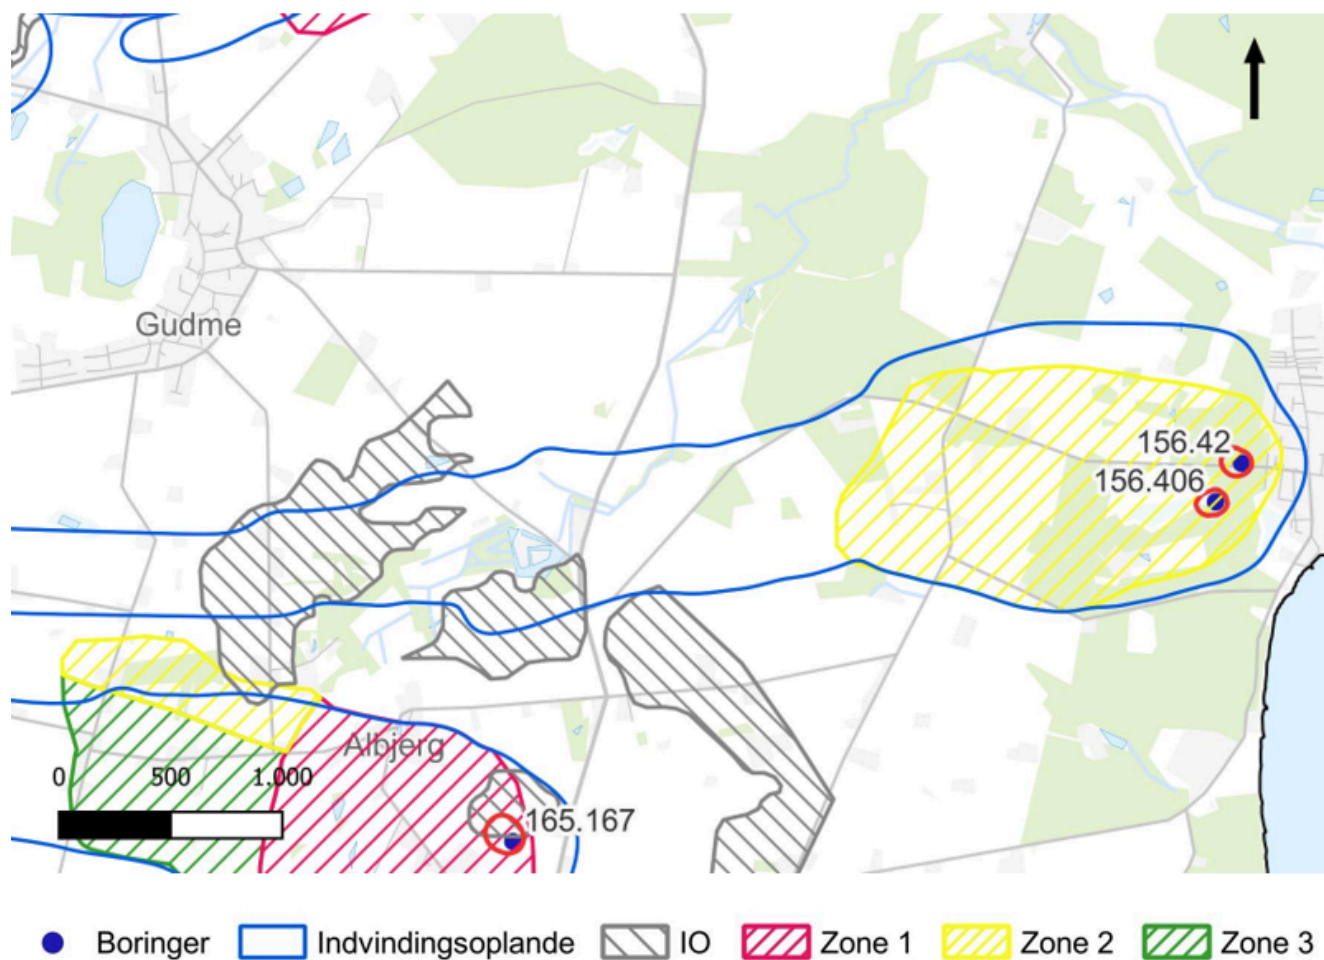 Gudme
156.42
156.406
Albjerg
0 500 1.000
165.167
Boringer Indvindingsoplande IO Zone 1 Zone 2 Zone 3